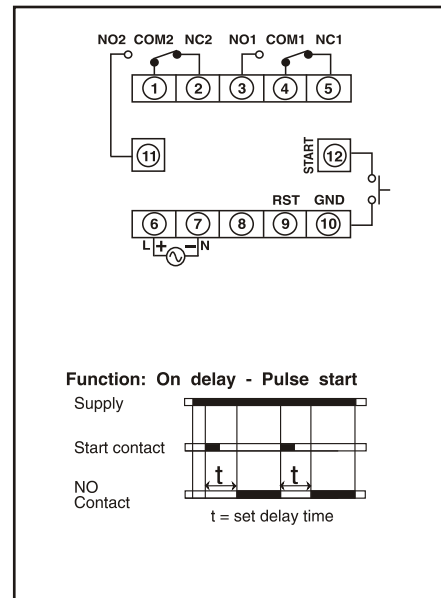 NO2 COM2 NC2 NO1 COM1 NC1
1 2 3 4 5
11 START 12
RST GND
6 7 8 9 10
L + − N
Function: On delay - Pulse start
Supply
Start contact
t t
NO
Contact
t = set delay time